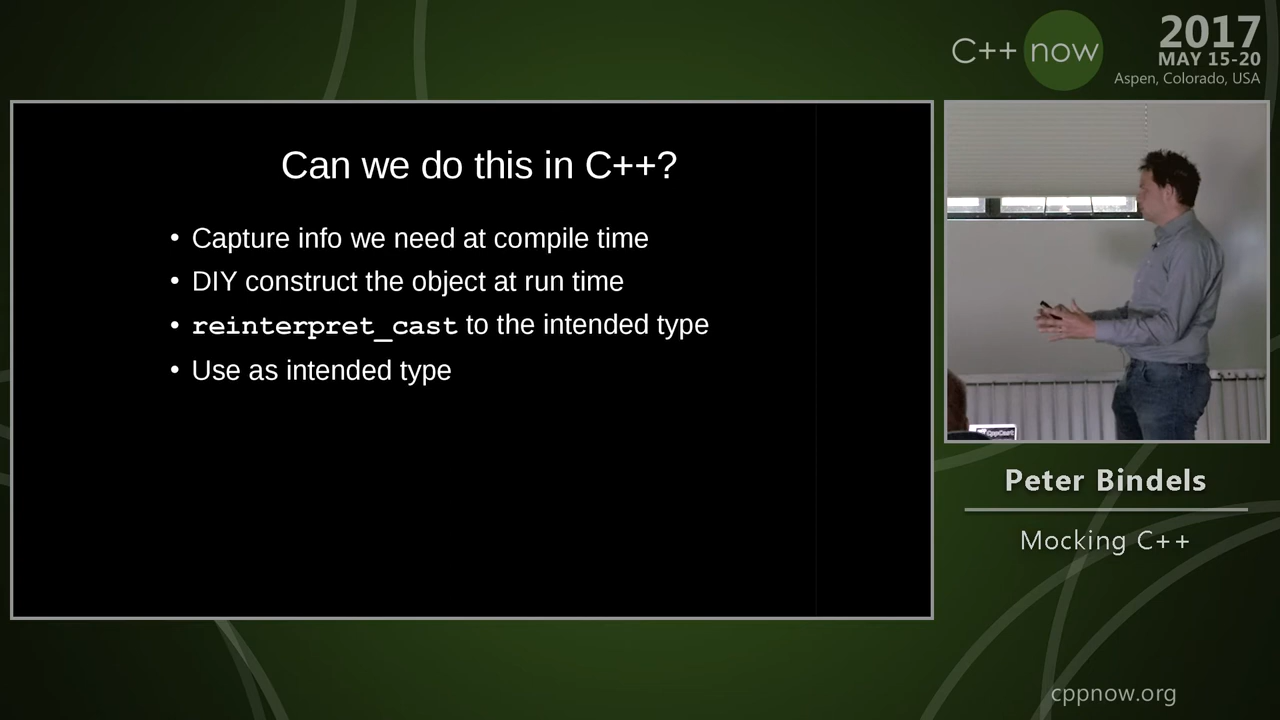 C++ now
2017
MAY 15-20
Aspen, Colorado, USA
Can we do this in C++?
• Capture info we need at compile time
• DIY construct the object at run time
• reinterpret_cast to the intended type
• Use as intended type
CppCast
Peter Bindels
Mocking C++
cppnow.org